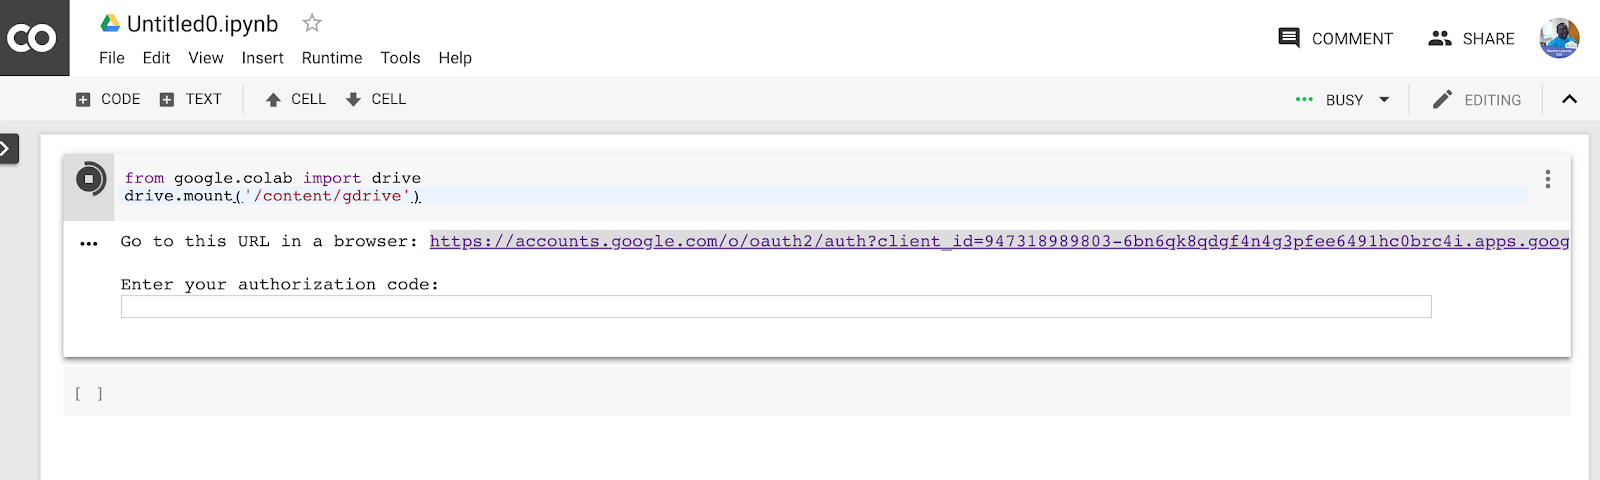 CO Untitled0.ipynb
File Edit View Insert Runtime Tools Help
COMMENT SHARE
CODE TEXT CELL CELL
BUSY EDITING
from google.colab import drive
drive.mount('/content/gdrive')
Go to this URL in a browser: https://accounts.google.com/o/oauth2/auth?client_id=947318989803-6bn6qk8qdgf4n4g3pfee6491hc0brc4i.apps.goog
Enter your authorization code:
[ ]